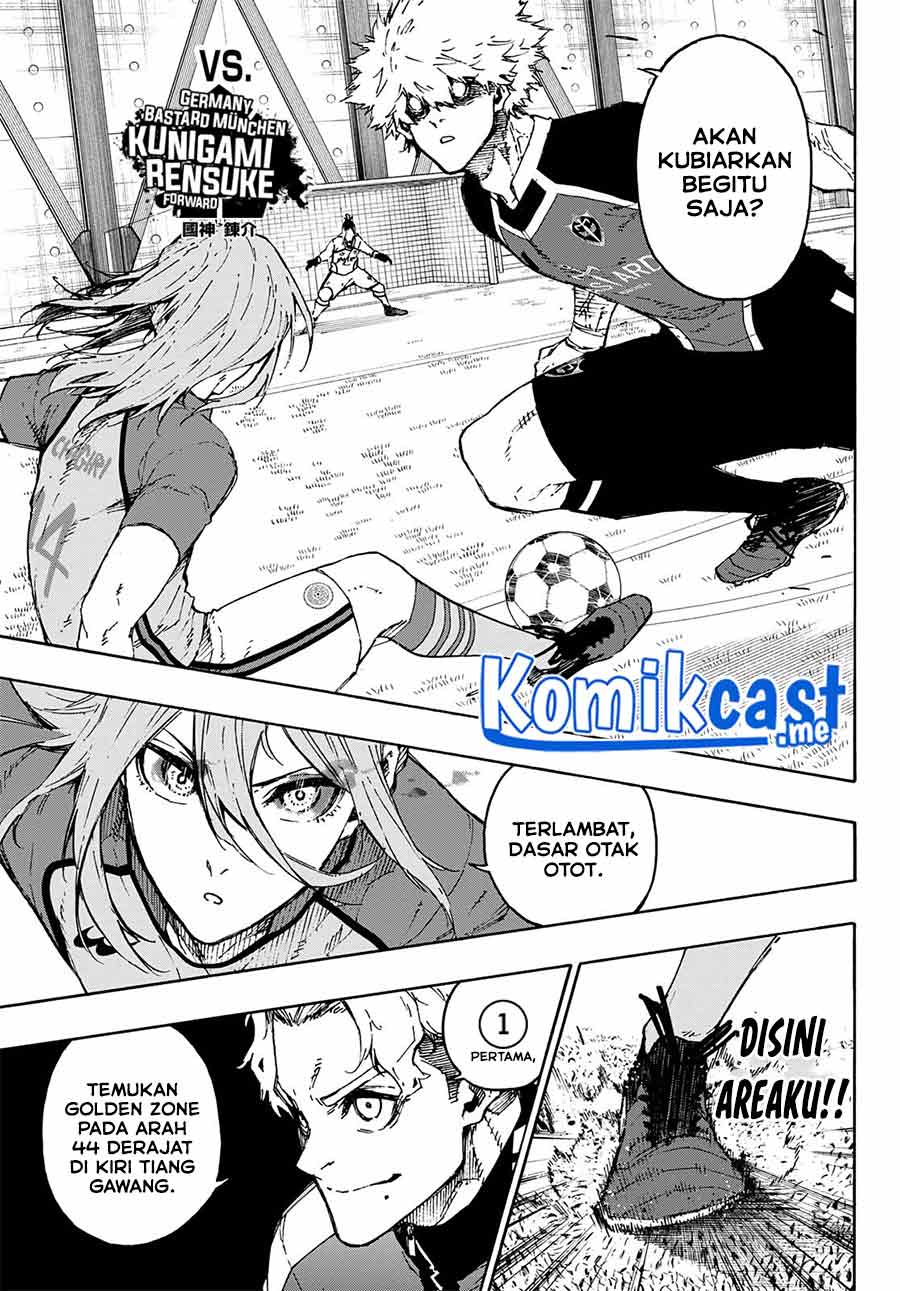 VS.
GERMANY
BASTARD MÜNCHEN
KUNIGAMI
RENSUKE
FORWARD
國神 錬介
AKAN
KUBIARKAN
BEGITU
SAJA?
CHIGIRI
44
Komikcast
.me
TERLAMBAT,
DASAR OTAK
OTOT.
DISINI
AREAKU!!
1
PERTAMA,
TEMUKAN
GOLDEN ZONE
PADA ARAH
44 DERAJAT
DI KIRI TIANG
GAWANG.